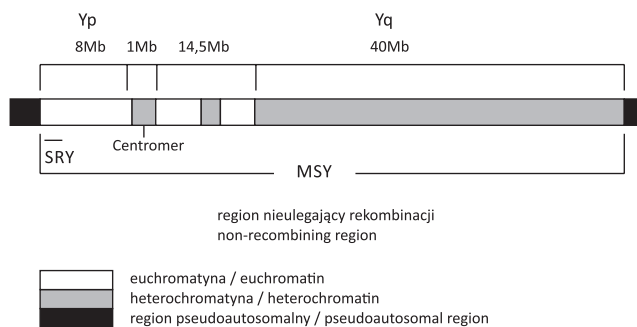 Yp Yq
8Mb 1Mb 14,5Mb 40Mb
Centromer
SRY
MSY
region nieulegający rekombinacji
non-recombining region
euchromatyna / euchromatin
heterochromatyna / heterochromatin
region pseudoautosomalny / pseudoautosomal region